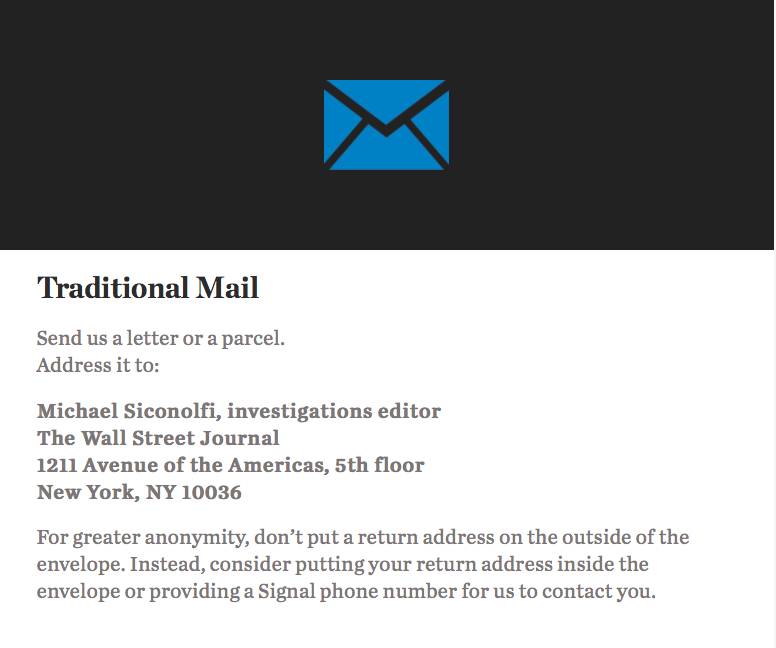 Traditional Mail
Send us a letter or a parcel.
Address it to:
Michael Siconolfi, investigations editor
The Wall Street Journal
1211 Avenue of the Americas, 5th floor
New York, NY 10036
For greater anonymity, don’t put a return address on the outside of the
envelope. Instead, consider putting your return address inside the
envelope or providing a Signal phone number for us to contact you.